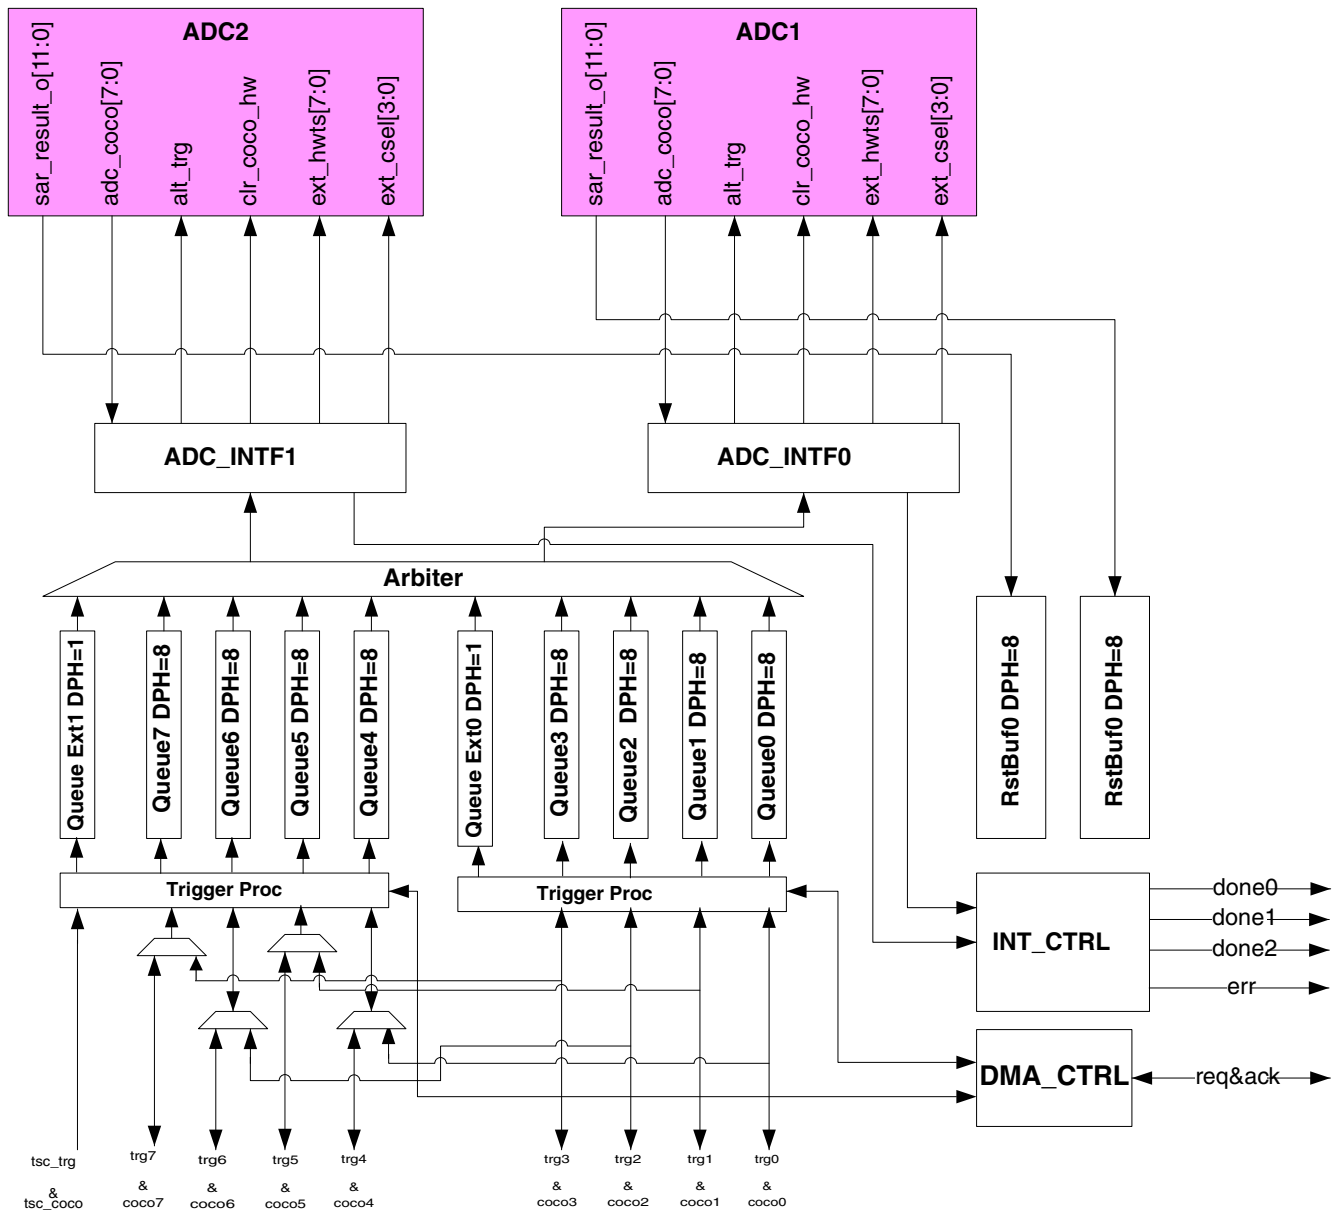 ADC2
sar_result_o[11:0]
adc_coco[7:0]
alt_trg
clr_coco_hw
ext_hwts[7:0]
ext_csel[3:0]
ADC1
sar_result_o[11:0]
adc_coco[7:0]
alt_trg
clr_coco_hw
ext_hwts[7:0]
ext_csel[3:0]
ADC_INTF1
ADC_INTF0
Arbiter
Queue Ext1 DPH=1
Queue7 DPH=8
Queue6 DPH=8
Queue5 DPH=8
Queue4 DPH=8
Queue Ext0 DPH=1
Queue3 DPH=8
Queue2 DPH=8
Queue1 DPH=8
Queue0 DPH=8
RstBuf0 DPH=8
RstBuf0 DPH=8
Trigger Proc
Trigger Proc
INT_CTRL
done0
done1
done2
err
DMA_CTRL
req&ack
tsc_trg
&
tsc_coco
trg7
&
coco7
trg6
&
coco6
trg5
&
coco5
trg4
&
coco4
trg3
&
coco3
trg2
&
coco2
trg1
&
coco1
trg0
&
coco0